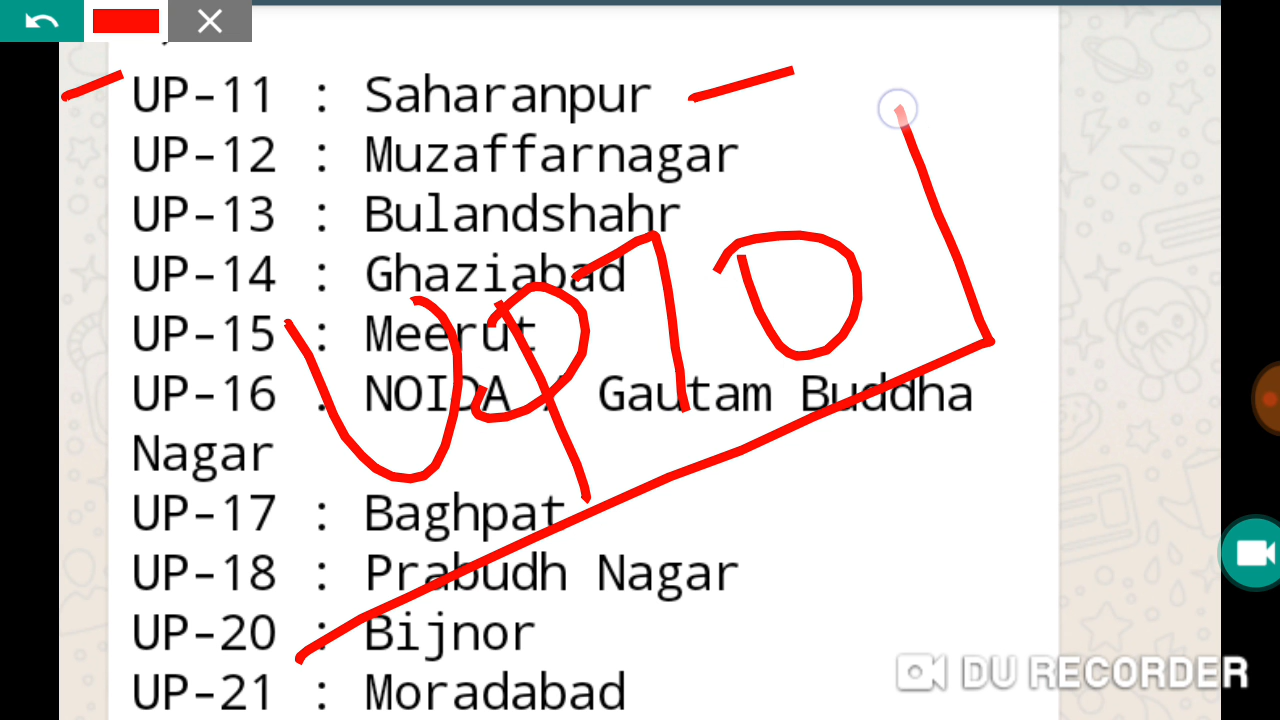 UP-11 : Saharanpur
UP-12 : Muzaffarnagar
UP-13 : Bulandshahr
UP-14 : Ghaziabad
UP-15 : Meerut
UP-16 : NOIDA / Gautam Buddha
Nagar
UP-17 : Baghpat
UP-18 : Prabudh Nagar
UP-20 : Bijnor
UP-21 : Moradabad
UP70
DU RECORDER